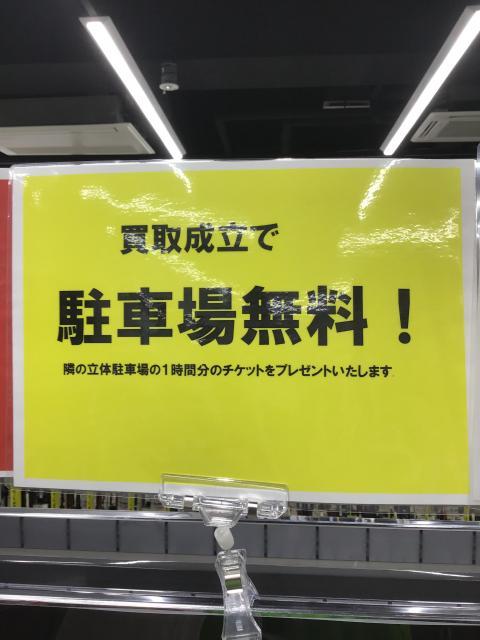 買取成立で
駐車場無料！
隣の立体駐車場の1時間分のチケットをプレゼントいたします.